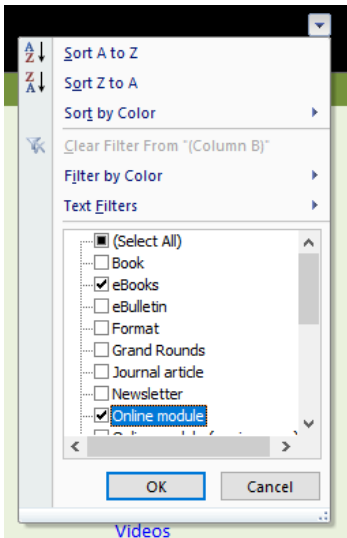 Sort A to Z
Sort Z to A
Sort by Color
Clear Filter From "(Column B)"
Filter by Color
Text Filters
(Select All)
Book
eBooks
eBulletin
Format
Grand Rounds
Journal article
Newsletter
Online module
OK Cancel
Videos